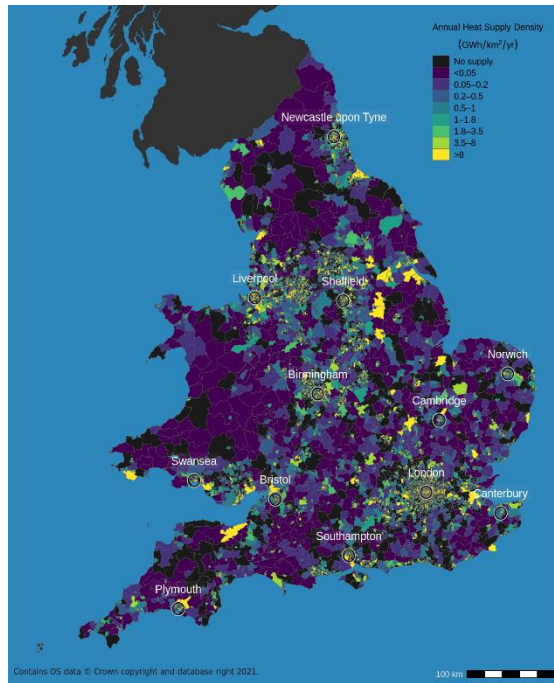 Annual Heat Supply Density
(GWh/km²/yr)
No supply
<0.05
0.05–0.2
0.2–0.5
0.5–1
1–1.8
1.8–3.5
3.5–8
>8
Newcastle upon Tyne
Liverpool
Sheffield
Norwich
Birmingham
Cambridge
Swansea
Bristol
London
Canterbury
Southampton
Plymouth
Contains OS data © Crown copyright and database right 2021.
100 km